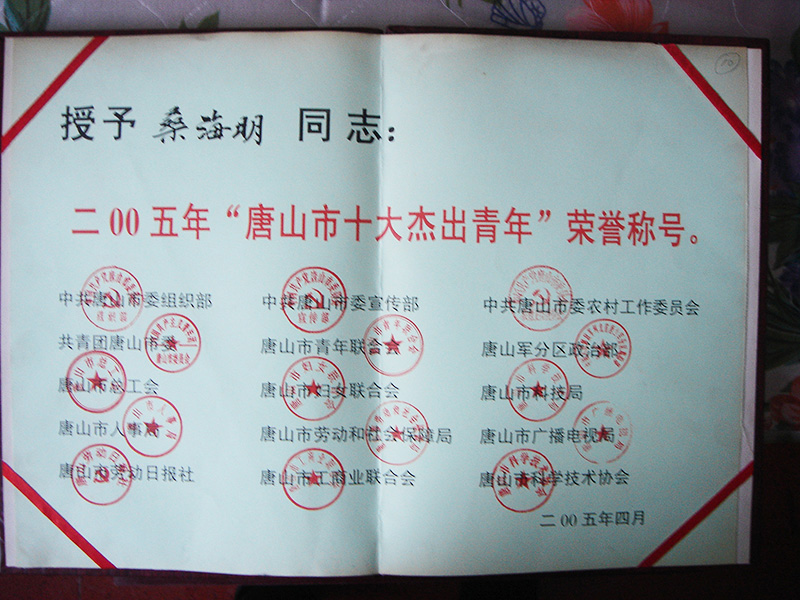 10
授予 桑海明 同志：
二00五年“唐山市十大杰出青年”荣誉称号。
中共唐山市委组织部 中共唐山市委宣传部 中共唐山市委农村工作委员会
共青团唐山市委 唐山市青年联合会 唐山军分区政治部
唐山市总工会 唐山市妇女联合会 唐山市科技局
唐山市人事局 唐山市劳动和社会保障局 唐山市广播电视局
唐山市劳动日报社 唐山市工商业联合会 唐山市科学技术协会
二00五年四月